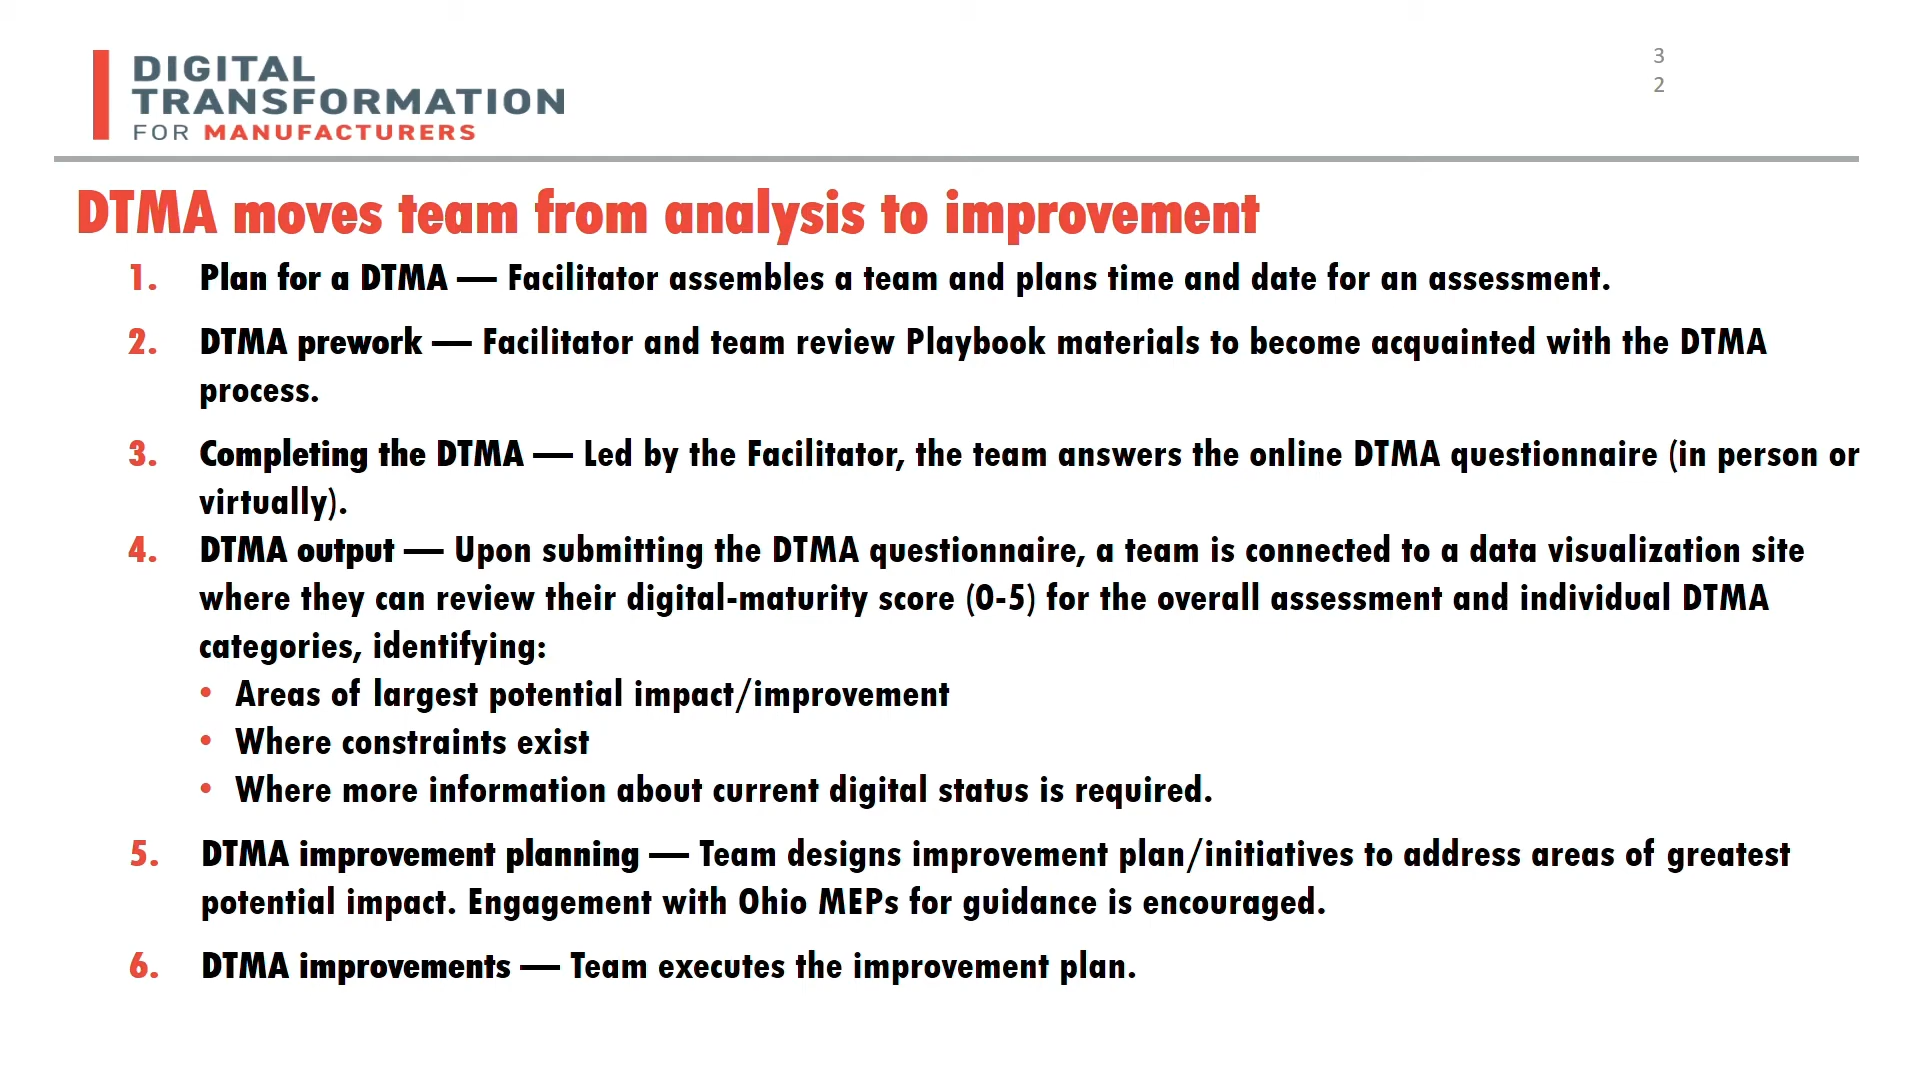 DIGITAL
TRANSFORMATION
FOR MANUFACTURERS
3
2
DTMA moves team from analysis to improvement
1. Plan for a DTMA — Facilitator assembles a team and plans time and date for an assessment.
2. DTMA prework — Facilitator and team review Playbook materials to become acquainted with the DTMA
process.
3. Completing the DTMA — Led by the Facilitator, the team answers the online DTMA questionnaire (in person or
virtually).
4. DTMA output — Upon submitting the DTMA questionnaire, a team is connected to a data visualization site
where they can review their digital-maturity score (0-5) for the overall assessment and individual DTMA
categories, identifying:
• Areas of largest potential impact/improvement
• Where constraints exist
• Where more information about current digital status is required.
5. DTMA improvement planning — Team designs improvement plan/initiatives to address areas of greatest
potential impact. Engagement with Ohio MEPs for guidance is encouraged.
6. DTMA improvements — Team executes the improvement plan.